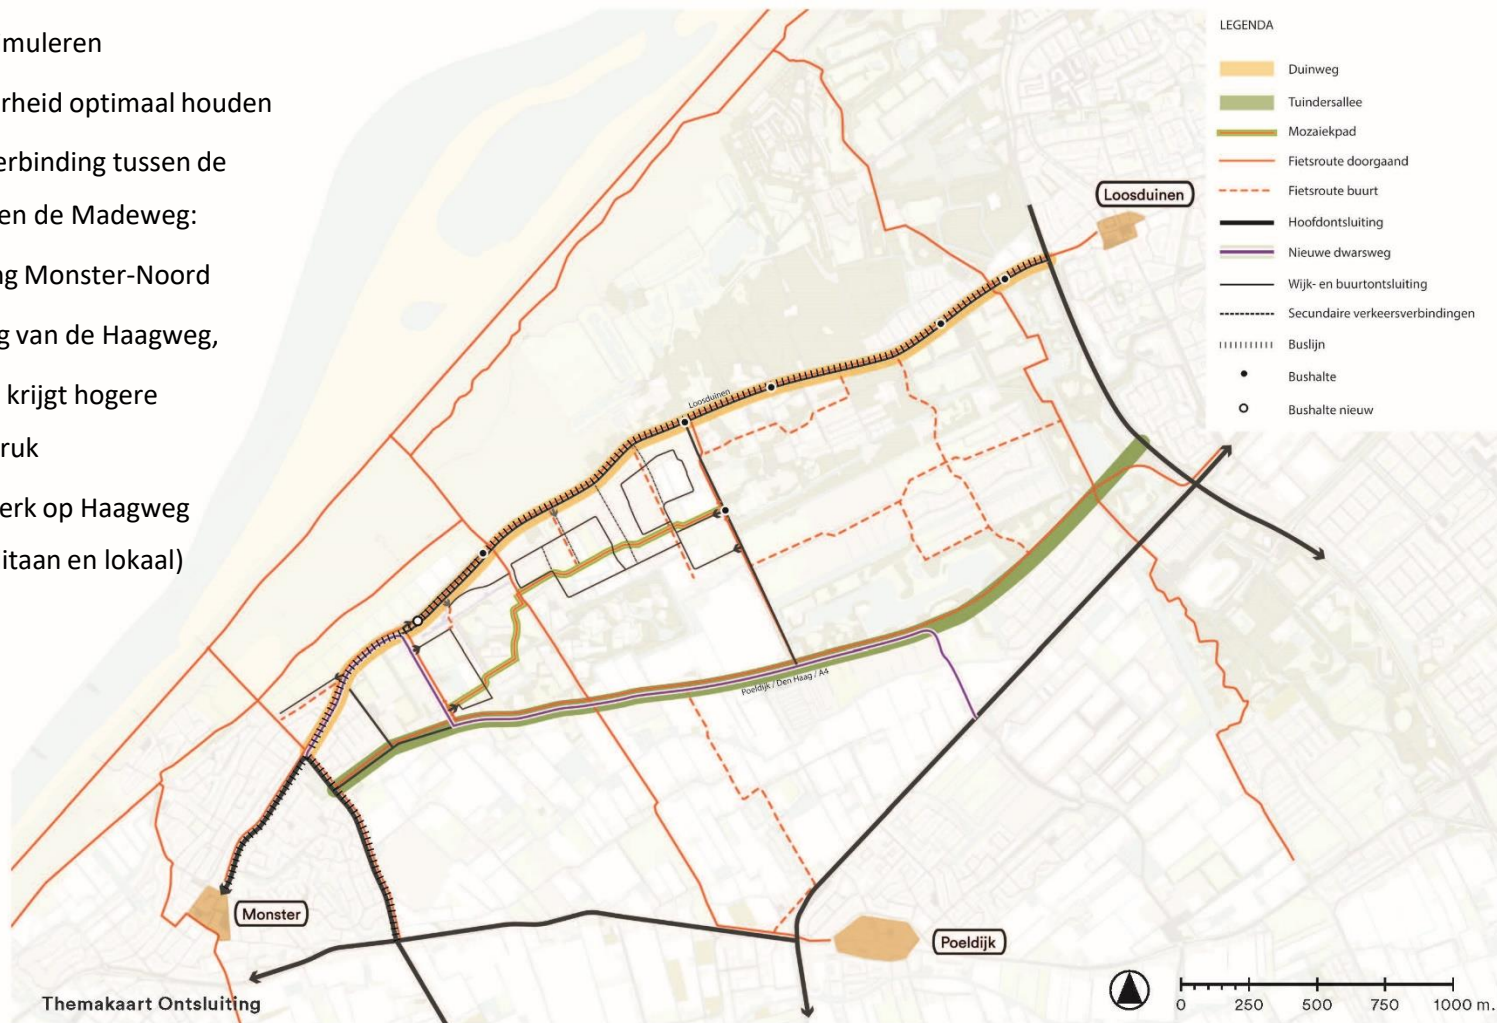 muleren
rheid optimaal houden
erbinding tussen de
en de Madeweg:
ng Monster-Noord
g van de Haagweg,
krijgt hogere
ruk
erk op Haagweg
itaan en lokaal)
LEGENDA
Duinweg
Tuindersallee
Mozaiekpad
Fietsroute doorgaand
Fietsroute buurt
Hoofdontsluiting
Nieuwe dwarsweg
Wijk- en buurtontsluiting
Secundaire verkeersverbindingen
Buslijn
Bushalte
Bushalte nieuw
Loosduinen
Loosduinen
Poeldijk / Den Haag / A4
Monster
Poeldijk
Themakaart Ontsluiting
0 250 500 750 1000 m.